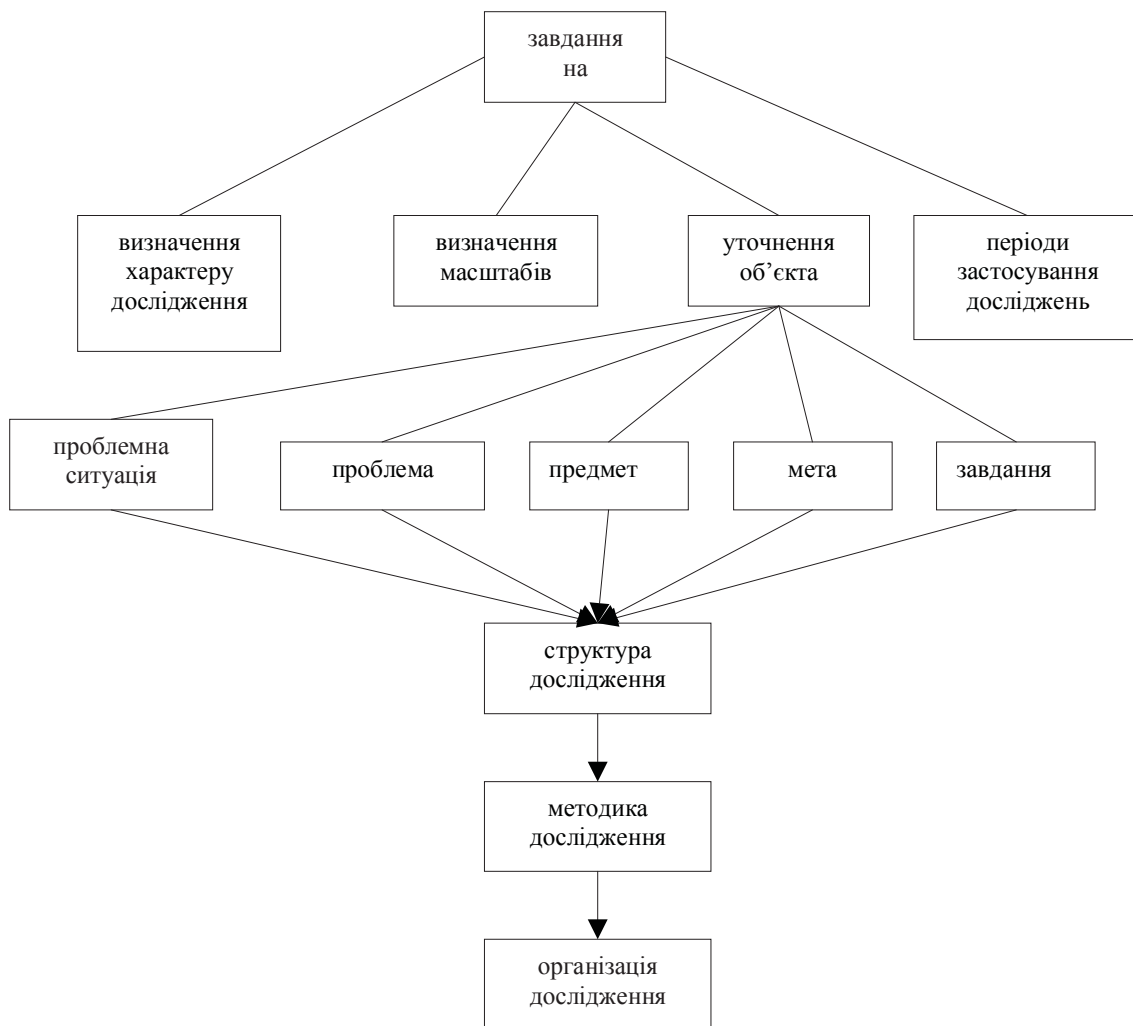 завдання
на
визначення
характеру
дослідження
визначення
масштабів
уточнення
об’єкта
періоди
застосування
досліджень
проблемна
ситуація
проблема
предмет
мета
завдання
структура
дослідження
методика
дослідження
організація
дослідження